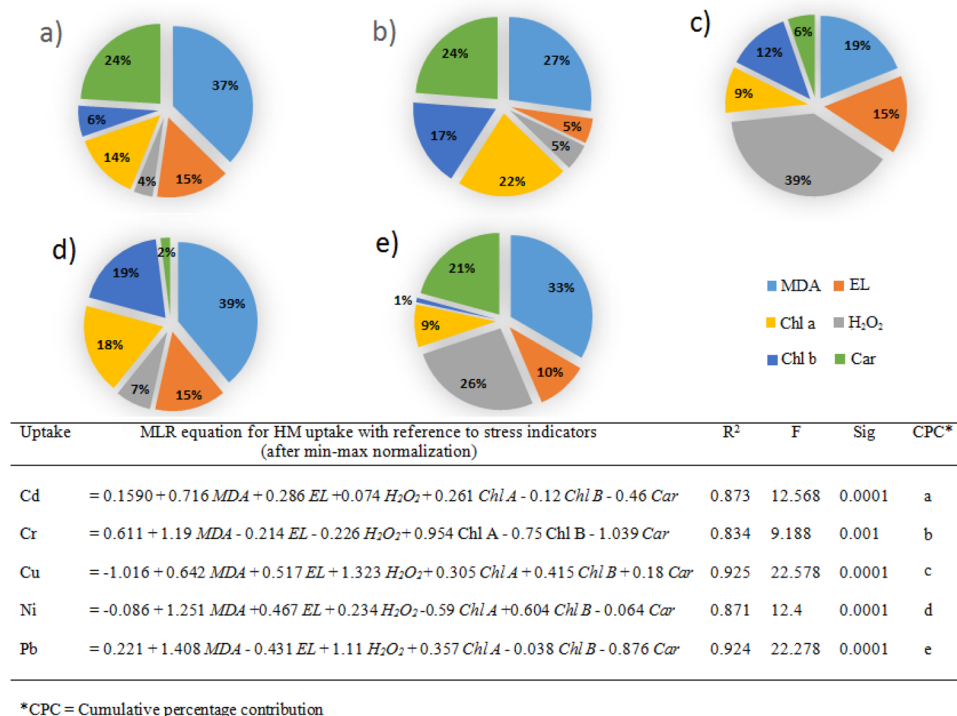 a)
24%
37%
6%
14%
4%
15%
b)
24%
27%
5%
5%
17%
22%
c)
6%
19%
12%
9%
15%
39%
d)
2%
19%
39%
18%
7%
15%
e)
21%
33%
1%
9%
10%
26%
MDA EL
Chl a H₂O₂
Chl b Car
Uptake MLR equation for HM uptake with reference to stress indicators R² F Sig CPC*
(after min-max normalization)
Cd = 0.1590 + 0.716 MDA + 0.286 EL +0.074 H₂O₂ + 0.261 Chl A - 0.12 Chl B - 0.46 Car 0.873 12.568 0.0001 a
Cr = 0.611 + 1.19 MDA - 0.214 EL - 0.226 H₂O₂ + 0.954 Chl A - 0.75 Chl B - 1.039 Car 0.834 9.188 0.001 b
Cu = -1.016 + 0.642 MDA + 0.517 EL + 1.323 H₂O₂ + 0.305 Chl A + 0.415 Chl B + 0.18 Car 0.925 22.578 0.0001 c
Ni = -0.086 + 1.251 MDA +0.467 EL + 0.234 H₂O₂ -0.59 Chl A +0.604 Chl B - 0.064 Car 0.871 12.4 0.0001 d
Pb = 0.221 + 1.408 MDA - 0.431 EL + 1.11 H₂O₂ + 0.357 Chl A - 0.038 Chl B - 0.876 Car 0.924 22.278 0.0001 e
*CPC = Cumulative percentage contribution